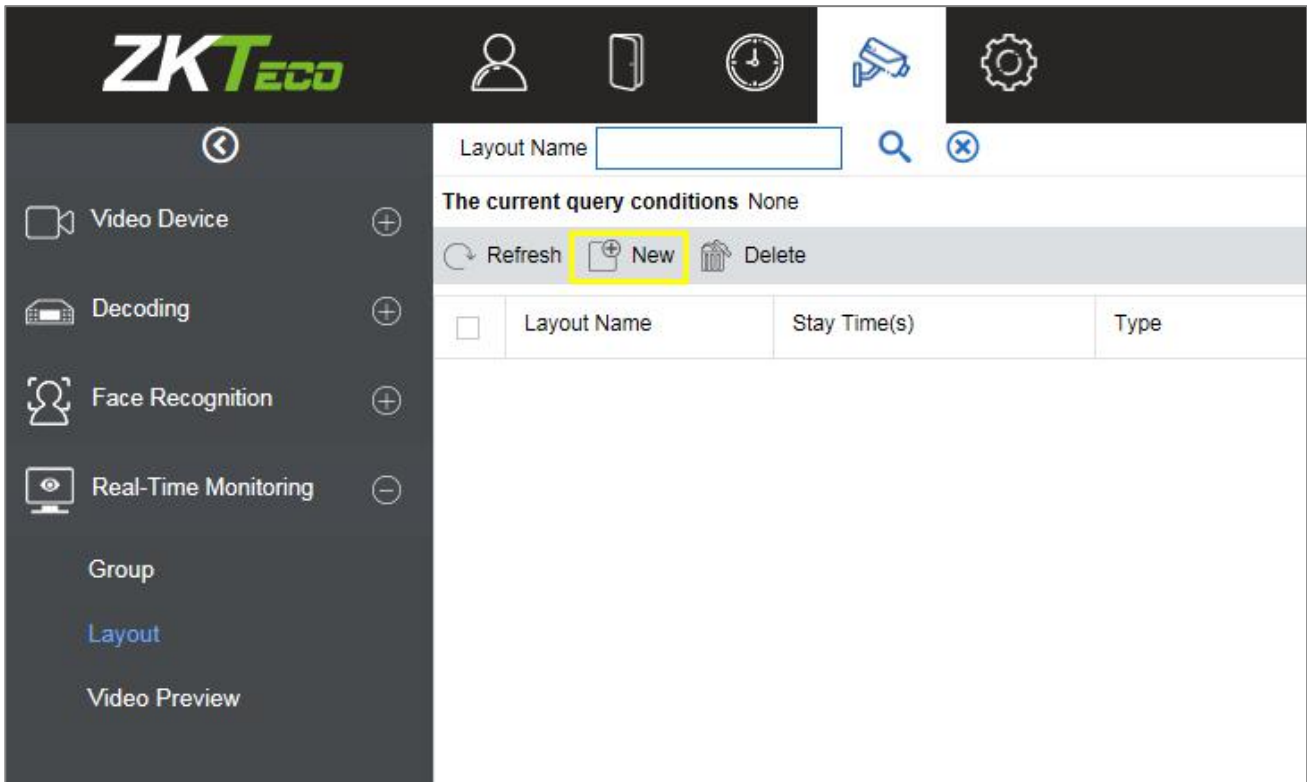 ZKTECO
Layout Name
Video Device
The current query conditions None
Refresh New Delete
Decoding
Layout Name Stay Time(s) Type
Face Recognition
Real-Time Monitoring
Group
Layout
Video Preview